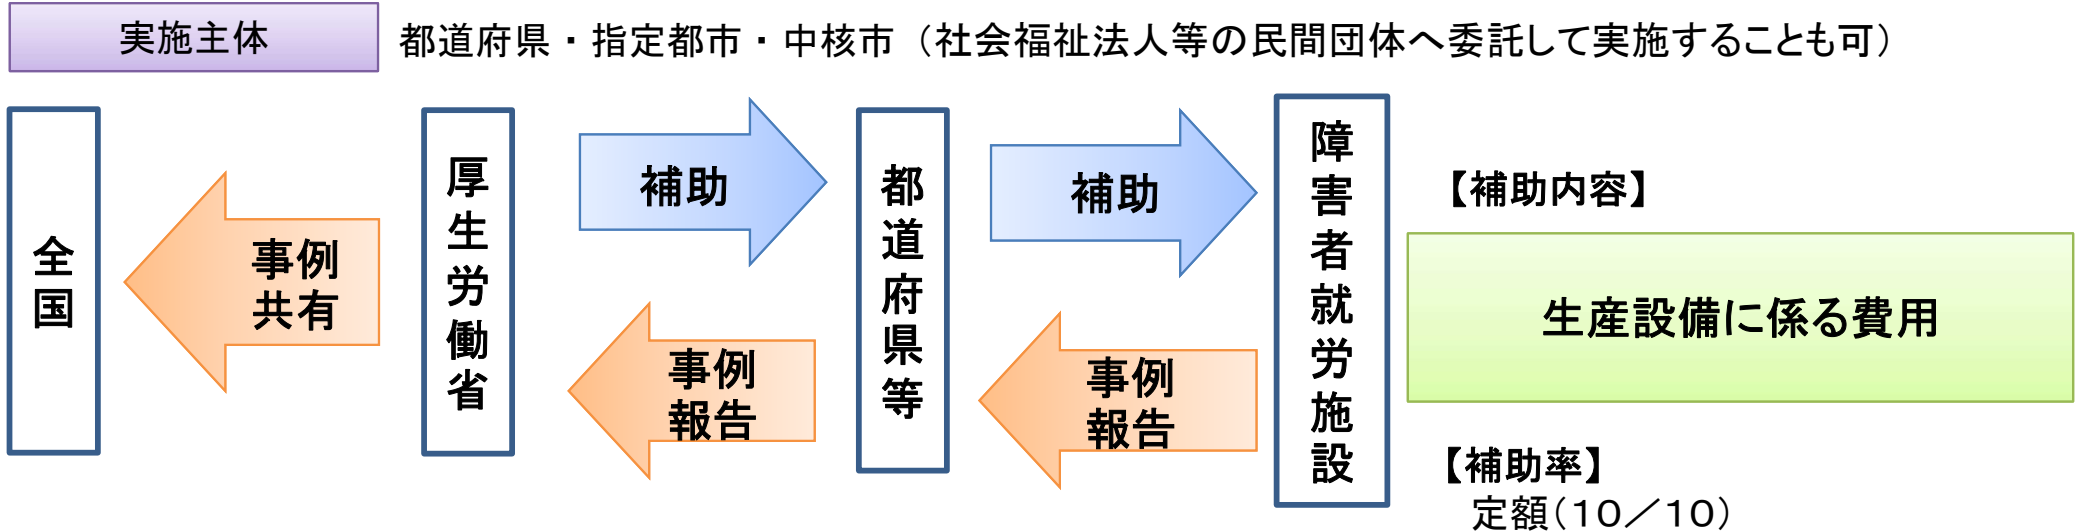 実施主体
都道府県・指定都市・中核市（社会福祉法人等の民間団体へ委託して実施することも可）
全国
事例
共有
厚生労働省
補助
事例
報告
都道府県等
補助
事例
報告
障害者就労施設
【補助内容】
生産設備に係る費用
【補助率】
定額（１０／１０）